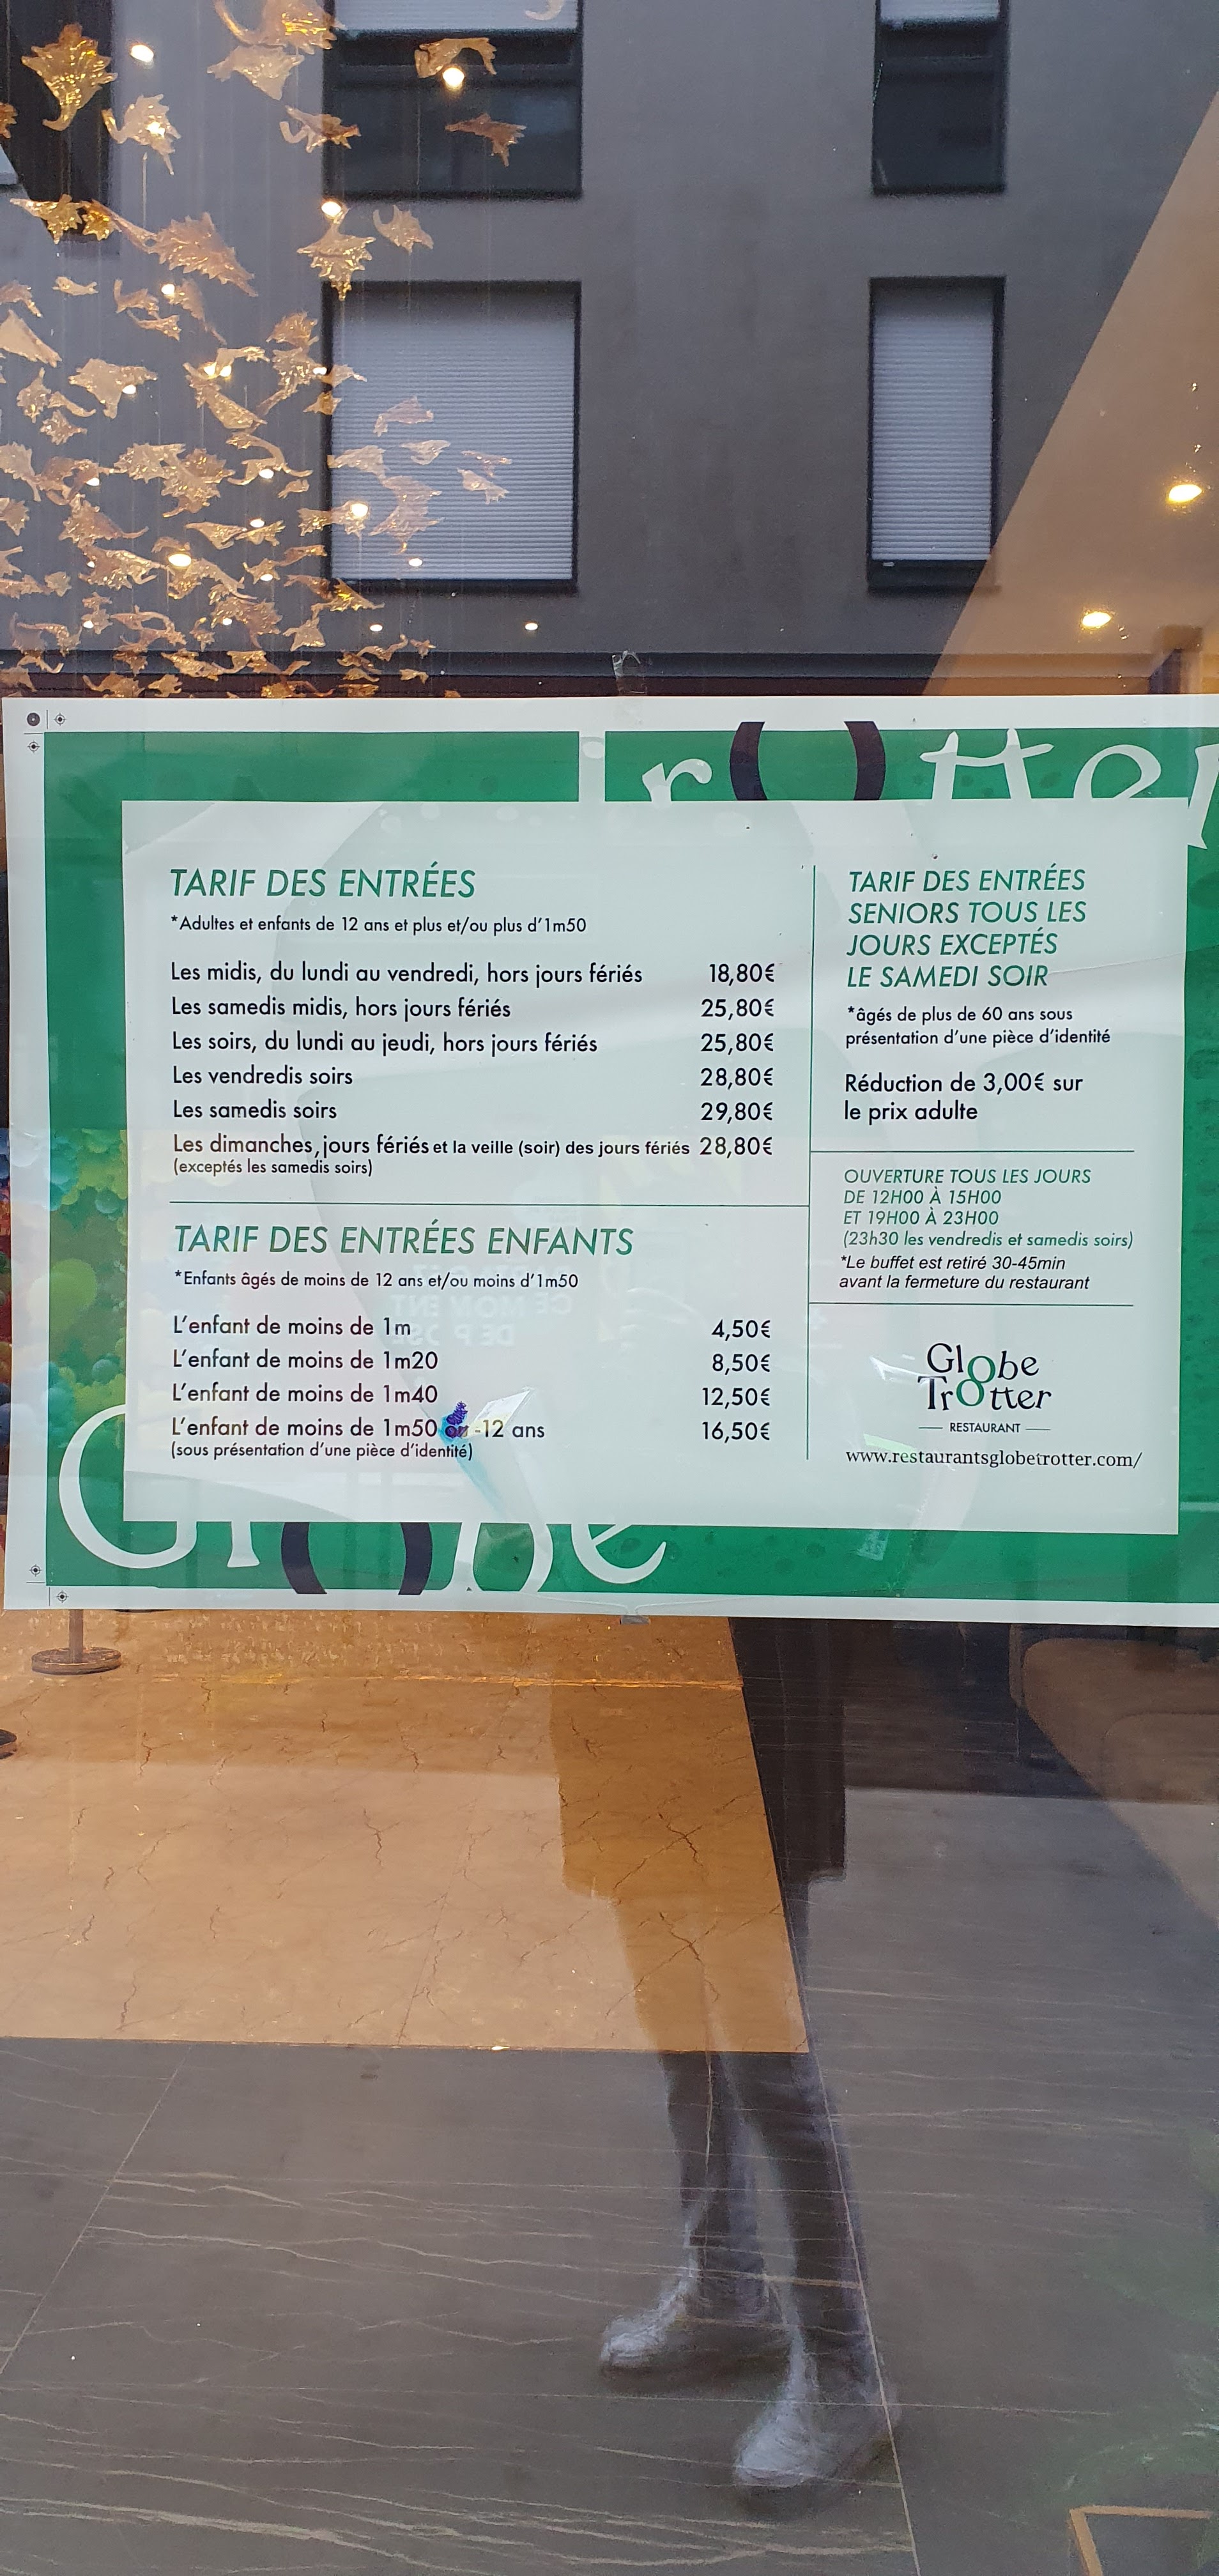 Trotter
TARIF DES ENTRÉES
*Adultes et enfants de 12 ans et plus et/ou plus d'1m50
Les midis, du lundi au vendredi, hors jours fériés 18,80€
Les samedis midis, hors jours fériés 25,80€
Les soirs, du lundi au jeudi, hors jours fériés 25,80€
Les vendredis soirs 28,80€
Les samedis soirs 29,80€
Les dimanches, jours fériés et la veille (soir) des jours fériés 28,80€
(exceptés les samedis soirs)
TARIF DES ENTRÉES ENFANTS
*Enfants âgés de moins de 12 ans et/ou moins d'1m50
L'enfant de moins de 1m 4,50€
L'enfant de moins de 1m20 8,50€
L'enfant de moins de 1m40 12,50€
L'enfant de moins de 1m50 ou -12 ans 16,50€
(sous présentation d'une pièce d'identité)
TARIF DES ENTRÉES
SENIORS TOUS LES
JOURS EXCEPTÉS
LE SAMEDI SOIR
*âgés de plus de 60 ans sous
présentation d'une pièce d'identité
Réduction de 3,00€ sur
le prix adulte
OUVERTURE TOUS LES JOURS
DE 12H00 À 15H00
ET 19H00 À 23H00
(23h30 les vendredis et samedis soirs)
*Le buffet est retiré 30-45min
avant la fermeture du restaurant
Globe
Trotter
RESTAURANT
www.restaurantsglobetrotter.com/
Globe